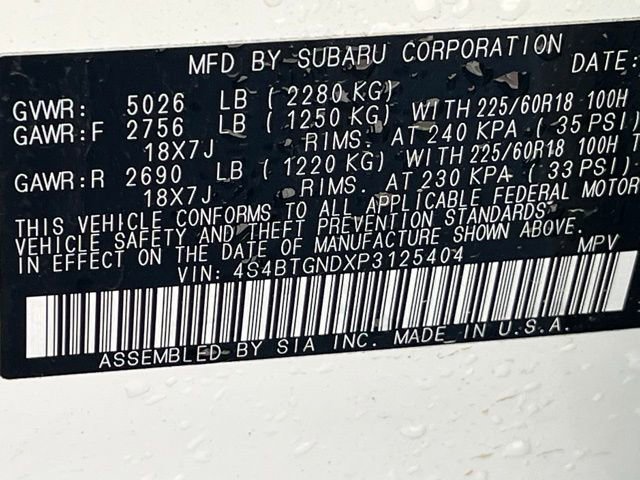 MFD BY SUBARU CORPORATION DATE:
GVWR: 5026 LB ( 2280 KG)
GAWR:F 2756 LB ( 1250 KG) WITH 225/60R18 100H
18X7J RIMS. AT 240 KPA ( 35 PSI)
GAWR:R 2690 LB ( 1220 KG) WITH 225/60R18 100H T
18X7J RIMS. AT 230 KPA ( 33 PSI)
THIS VEHICLE CONFORMS TO ALL APPLICABLE FEDERAL MOTOR
VEHICLE SAFETY AND THEFT PREVENTION STANDARDS
IN EFFECT ON THE DATE OF MANUFACTURE SHOWN ABOVE.
VIN: 4S4BTGNDXP3125404 MPV
ASSEMBLED BY SIA INC. MADE IN U.S.A.